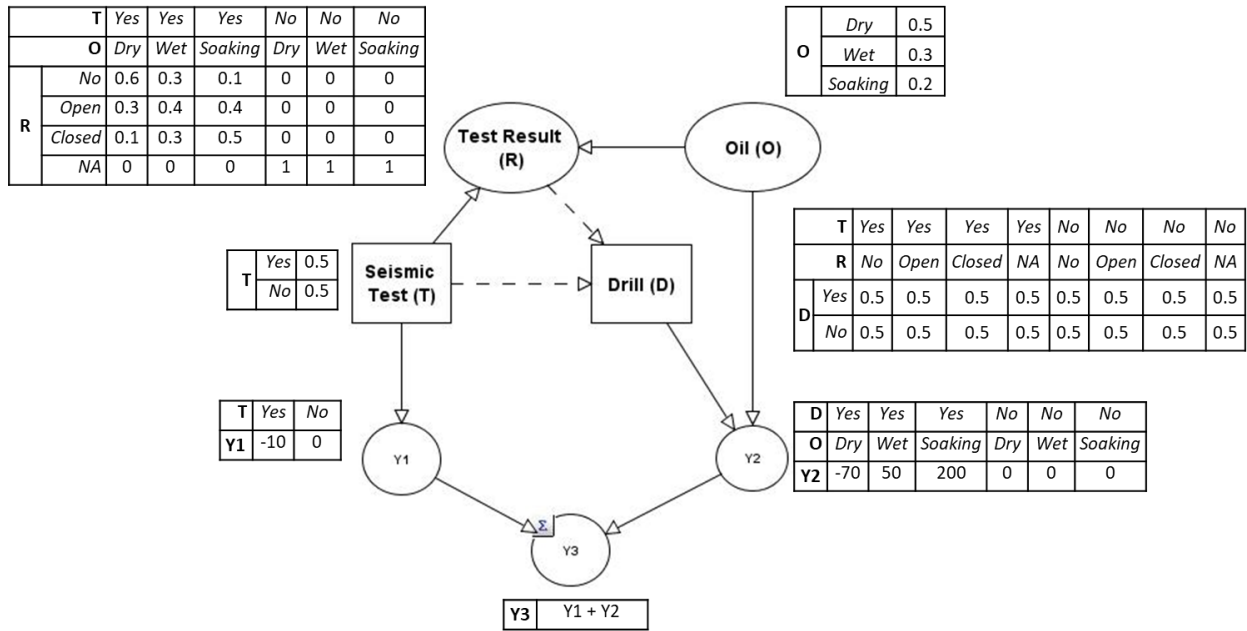 T Yes Yes Yes No No No
O Dry Wet Soaking Dry Wet Soaking
R No 0.6 0.3 0.1 0 0 0
Open 0.3 0.4 0.4 0 0 0
Closed 0.1 0.3 0.5 0 0 0
NA 0 0 0 1 1 1
O Dry 0.5
Wet 0.3
Soaking 0.2
Test Result
(R)
Oil (O)
T Yes 0.5
No 0.5
Seismic
Test (T)
Drill (D)
T Yes Yes Yes Yes No No No No
R No Open Closed NA No Open Closed NA
D Yes 0.5 0.5 0.5 0.5 0.5 0.5 0.5 0.5
No 0.5 0.5 0.5 0.5 0.5 0.5 0.5 0.5
T Yes No
Y1 -10 0
Y1
Y2
D Yes Yes Yes No No No
O Dry Wet Soaking Dry Wet Soaking
Y2 -70 50 200 0 0 0
Σ
Y3
Y3 Y1 + Y2